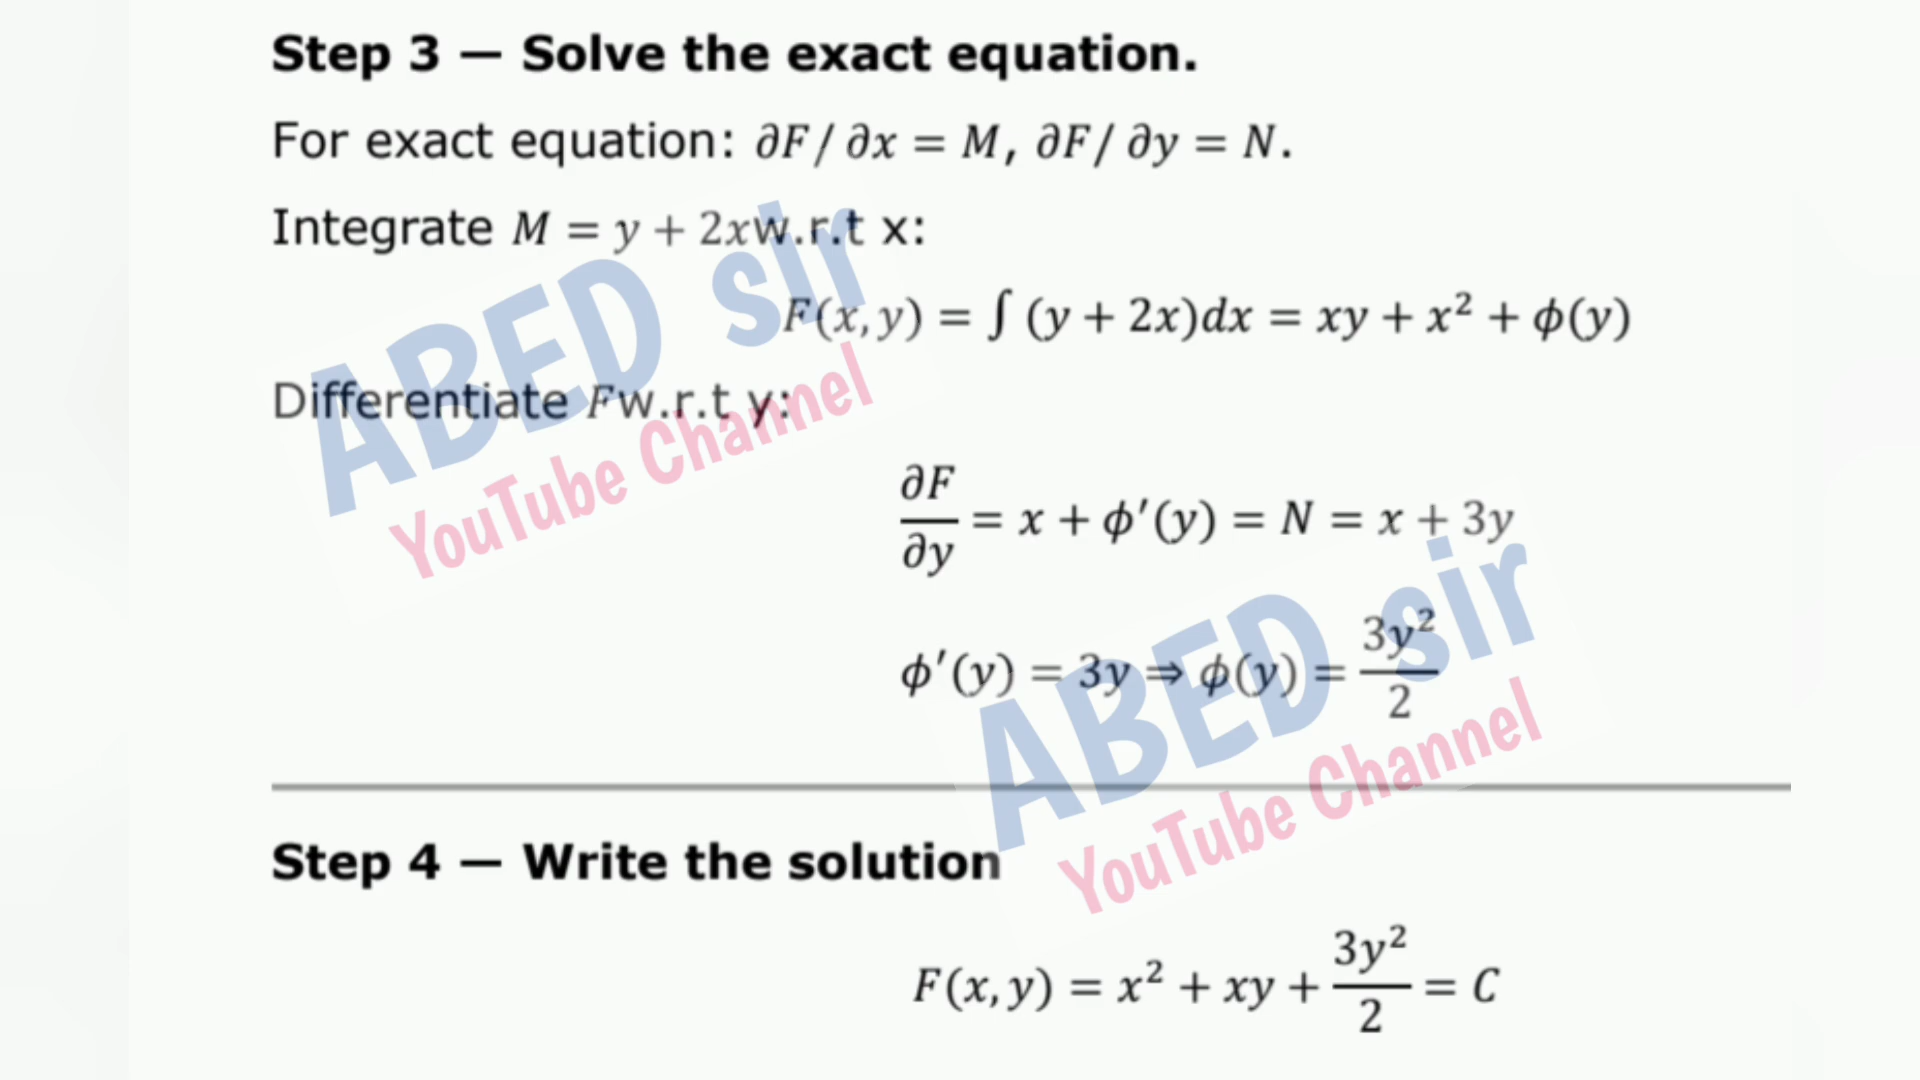 Step 3 — Solve the exact equation.
For exact equation: ∂F/ ∂x = M, ∂F/ ∂y = N.
Integrate M = y + 2xw.r.t x:
F(x, y) = ∫ (y + 2x)dx = xy + x² + ϕ(y)
Differentiate Fw.r.t y:
∂F/∂y = x + ϕ′(y) = N = x + 3y
ϕ′(y) = 3y ⇒ ϕ(y) = 3y²/2
Step 4 — Write the solution
F(x, y) = x² + xy + 3y²/2 = C
ABED sir
YouTube Channel
ABED sir
YouTube Channel